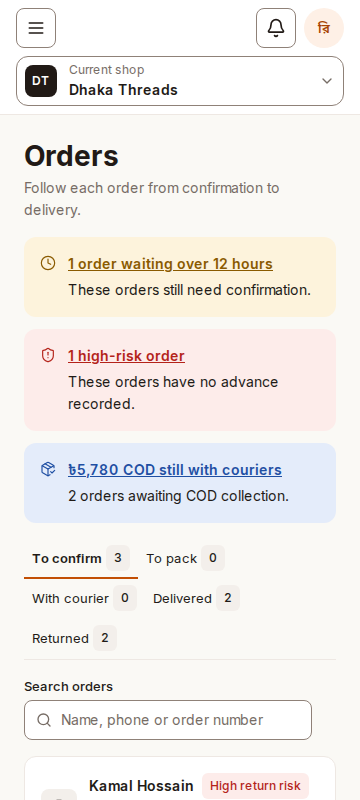 রি
DT
Current shop
Dhaka Threads
Orders
Follow each order from confirmation to
delivery.
1 order waiting over 12 hours
These orders still need confirmation.
1 high-risk order
These orders have no advance
recorded.
৳5,780 COD still with couriers
2 orders awaiting COD collection.
To confirm 3 To pack 0
With courier 0 Delivered 2
Returned 2
Search orders
Name, phone or order number
Kamal Hossain High return risk